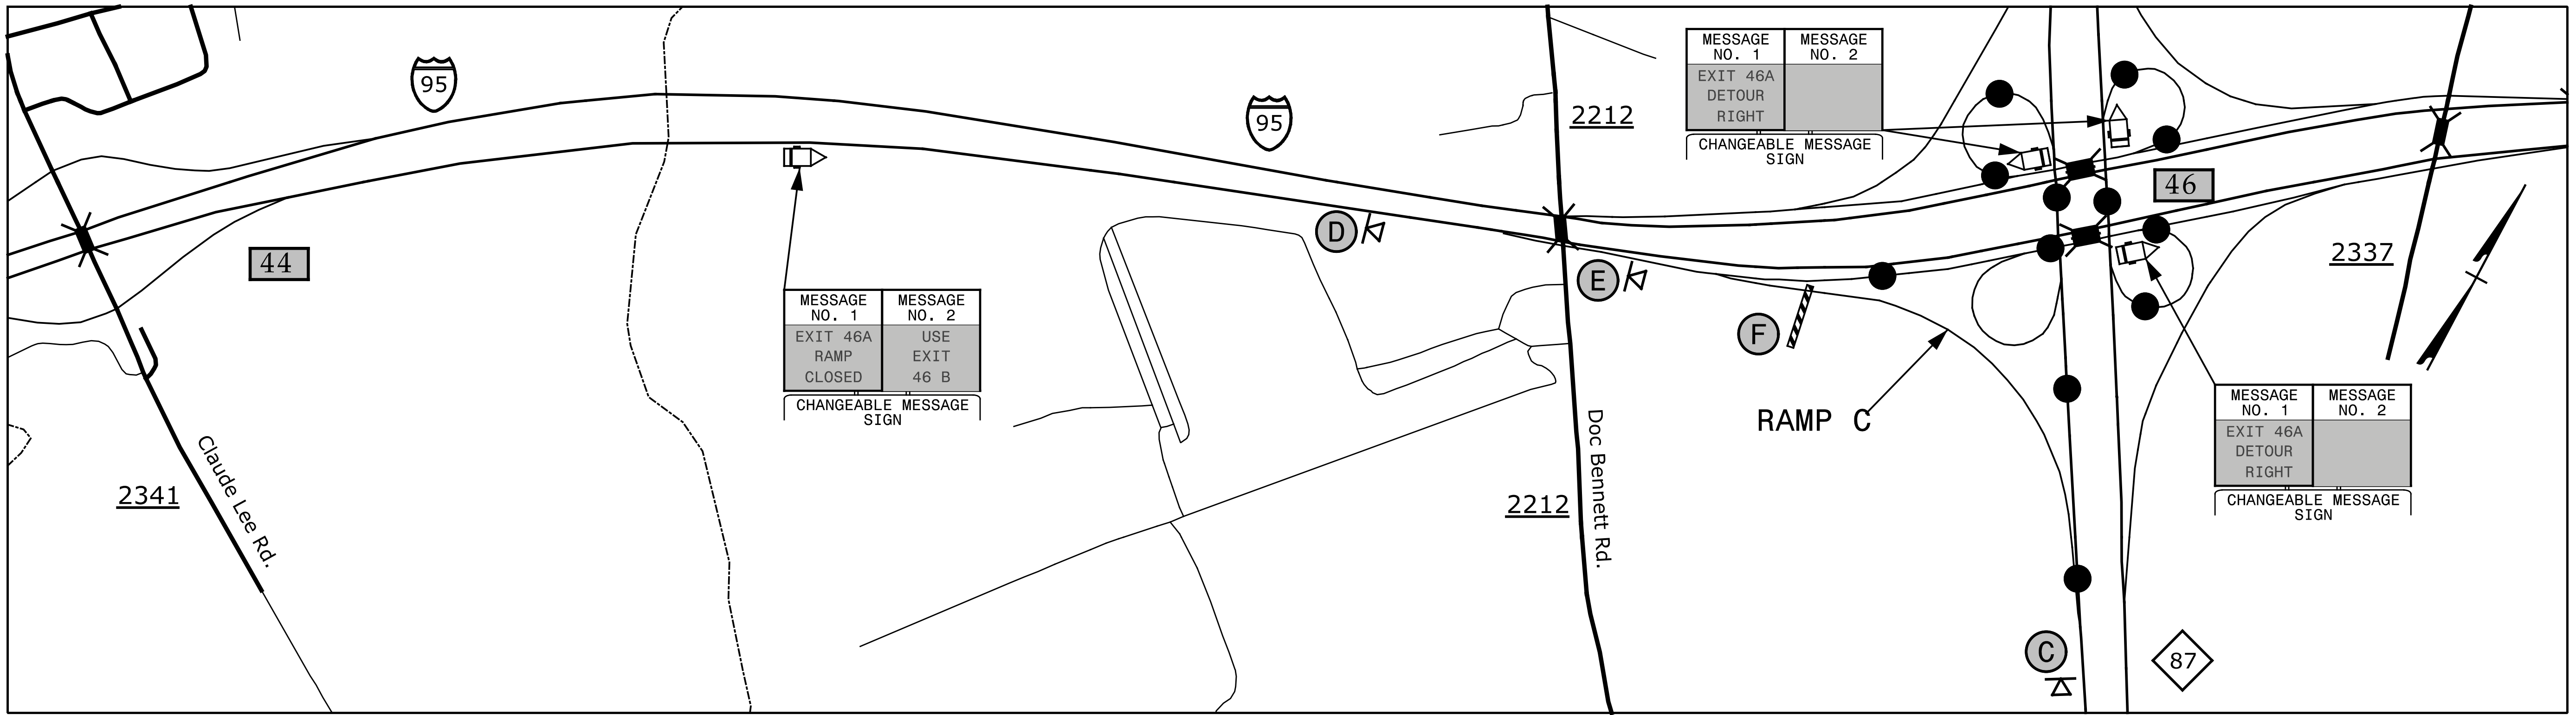 95
95
44
46
2341
Claude Lee Rd.
MESSAGE NO. 1
MESSAGE NO. 2
EXIT 46A
RAMP
CLOSED
USE
EXIT
46 B
CHANGEABLE MESSAGE
SIGN
D
E
F
C
2212
2212
Doc Bennett Rd.
MESSAGE NO. 1
MESSAGE NO. 2
EXIT 46A
DETOUR
RIGHT
CHANGEABLE MESSAGE
SIGN
RAMP C
2337
MESSAGE NO. 1
MESSAGE NO. 2
EXIT 46A
DETOUR
RIGHT
CHANGEABLE MESSAGE
SIGN
87